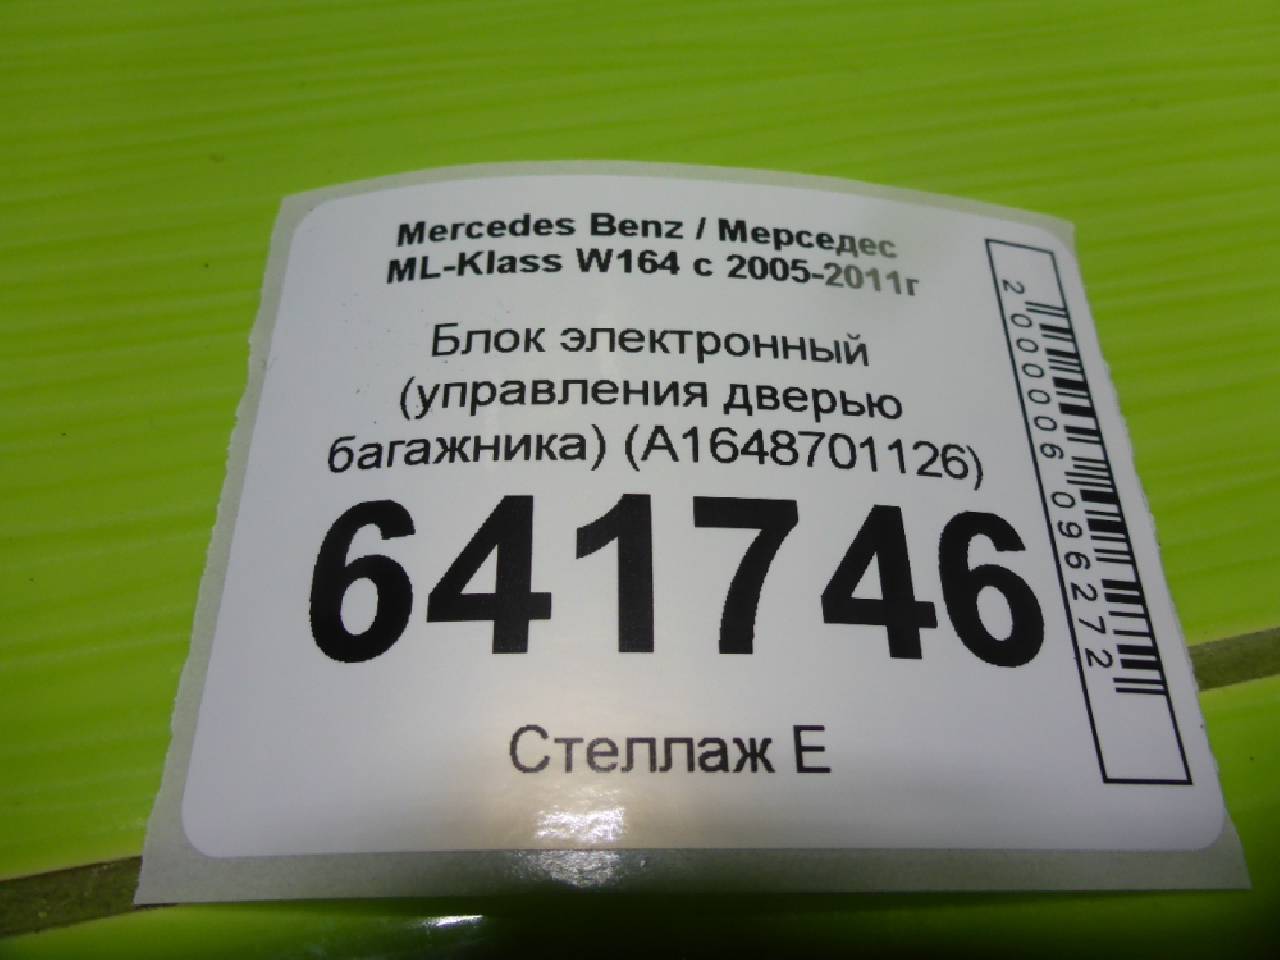 Mercedes Benz / Мерседес
ML-Klass W164 с 2005-2011г
Блок электронный
(управления дверью
багажника) (A1648701126)
641746
Стеллаж Е
2000006096272